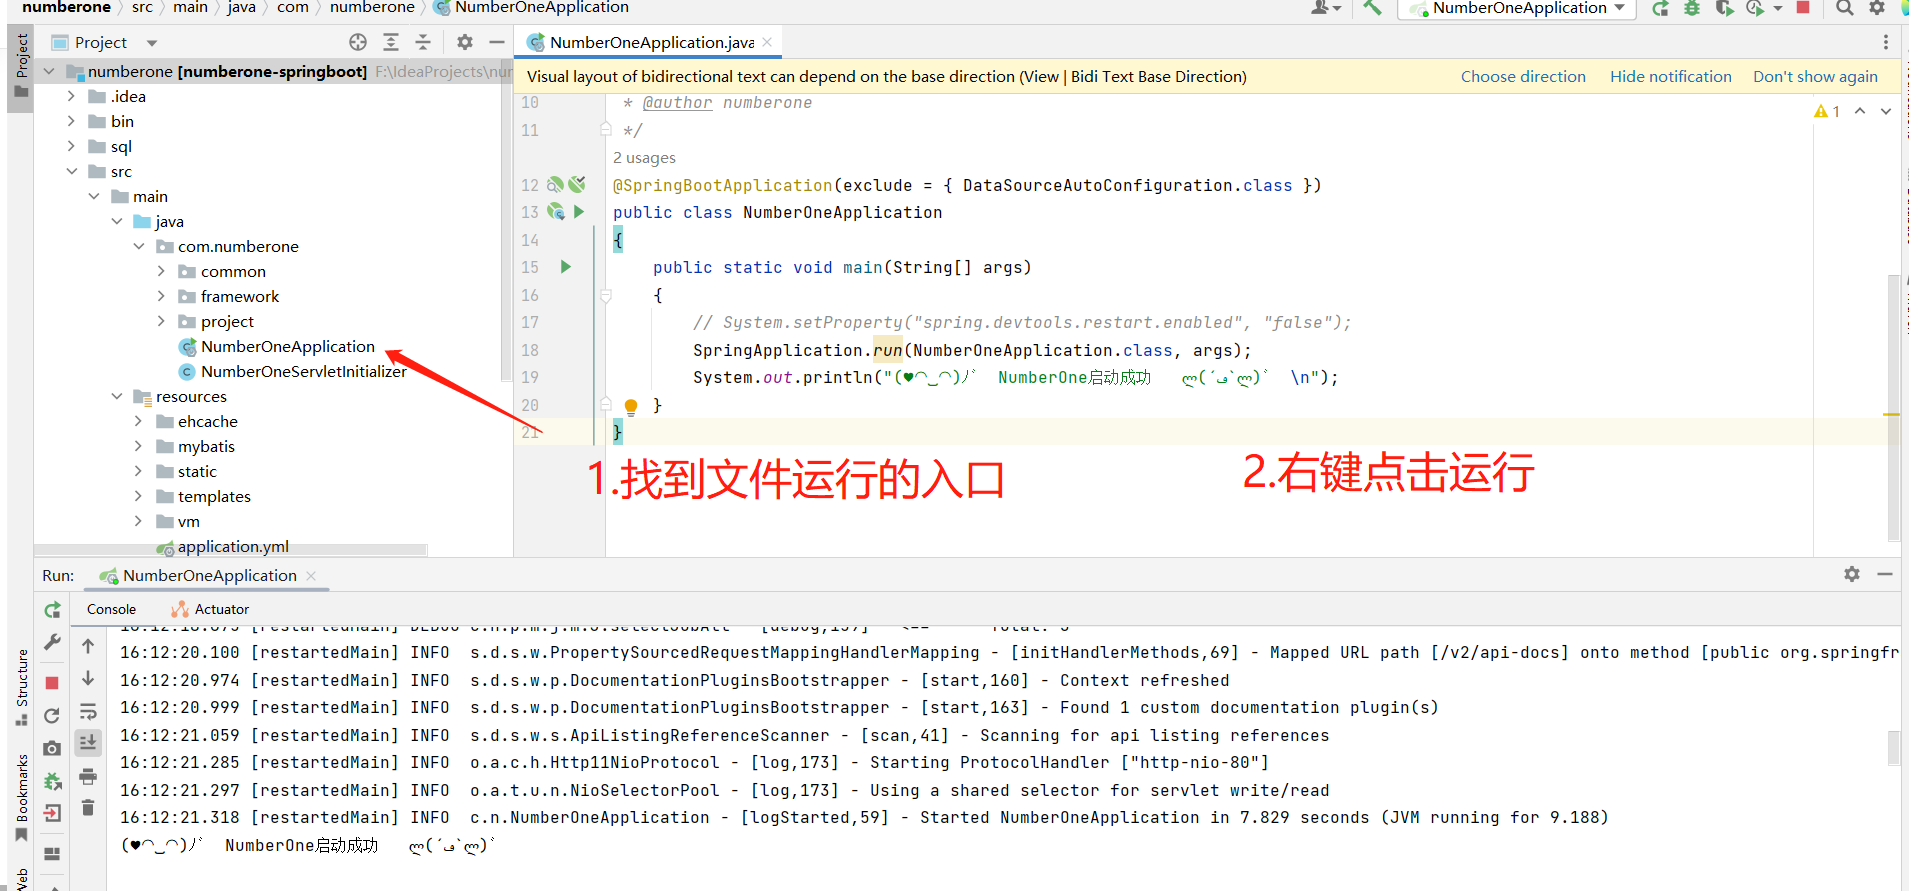 numberone > src > main > java > com > numberone > NumberOneApplication
NumberOneApplication
Project
NumberOneApplication.java
numberone [numberone-springboot] F:\IdeaProjects\nur
.idea
bin
sql
src
main
java
com.numberone
common
framework
project
NumberOneApplication
NumberOneServletInitializer
resources
ehcache
mybatis
static
templates
vm
application.yml
Visual layout of bidirectional text can depend on the base direction (View | Bidi Text Base Direction) Choose direction Hide notification Don't show again
1
10 * @author numberone
11 */
2 usages
12 @SpringBootApplication(exclude = { DataSourceAutoConfiguration.class })
13 public class NumberOneApplication
14 {
15 public static void main(String[] args)
16 {
17 // System.setProperty("spring.devtools.restart.enabled", "false");
18 SpringApplication.run(NumberOneApplication.class, args);
19 System.out.println("(♥◠‿◠)ノ゙ NumberOne启动成功 ლ(´ڡ`ლ)゙ \n");
20 }
21 }
1.找到文件运行的入口
2.右键点击运行
Run: NumberOneApplication
Console Actuator
16:12:20.100 [restartedMain] INFO s.d.s.w.PropertySourcedRequestMappingHandlerMapping - [initHandlerMethods,69] - Mapped URL path [/v2/api-docs] onto method [public org.springfr
16:12:20.974 [restartedMain] INFO s.d.s.w.p.DocumentationPluginsBootstrapper - [start,160] - Context refreshed
16:12:20.999 [restartedMain] INFO s.d.s.w.p.DocumentationPluginsBootstrapper - [start,163] - Found 1 custom documentation plugin(s)
16:12:21.059 [restartedMain] INFO s.d.s.w.s.ApiListingReferenceScanner - [scan,41] - Scanning for api listing references
16:12:21.285 [restartedMain] INFO o.a.c.h.Http11NioProtocol - [log,173] - Starting ProtocolHandler ["http-nio-80"]
16:12:21.297 [restartedMain] INFO o.a.t.u.n.NioSelectorPool - [log,173] - Using a shared selector for servlet write/read
16:12:21.318 [restartedMain] INFO c.n.NumberOneApplication - [logStarted,59] - Started NumberOneApplication in 7.829 seconds (JVM running for 9.188)
(♥◠‿◠)ノ゙ NumberOne启动成功 ლ(´ڡ`ლ)゙
Project
Structure
Bookmarks
Web